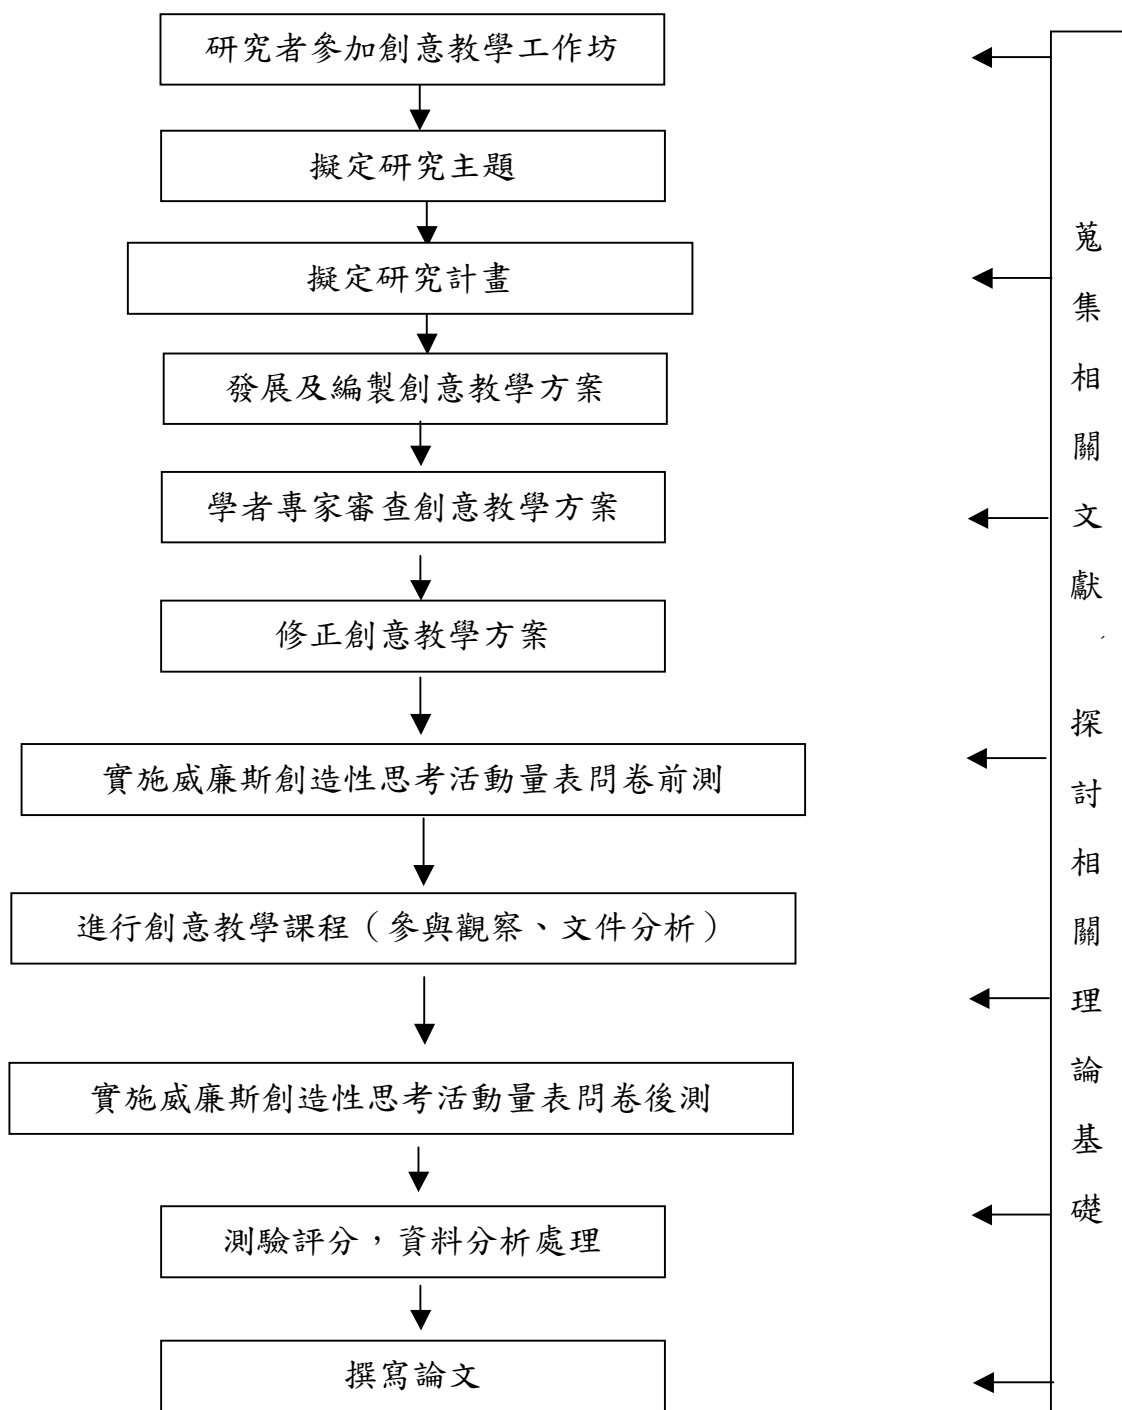 研究者參加創意教學工作坊
擬定研究主題
擬定研究計畫
發展及編製創意教學方案
學者專家審查創意教學方案
修正創意教學方案
實施威廉斯創造性思考活動量表問卷前測
進行創意教學課程（參與觀察、文件分析）
實施威廉斯創造性思考活動量表問卷後測
測驗評分，資料分析處理
撰寫論文
蒐集相關文獻、探討相關理論基礎